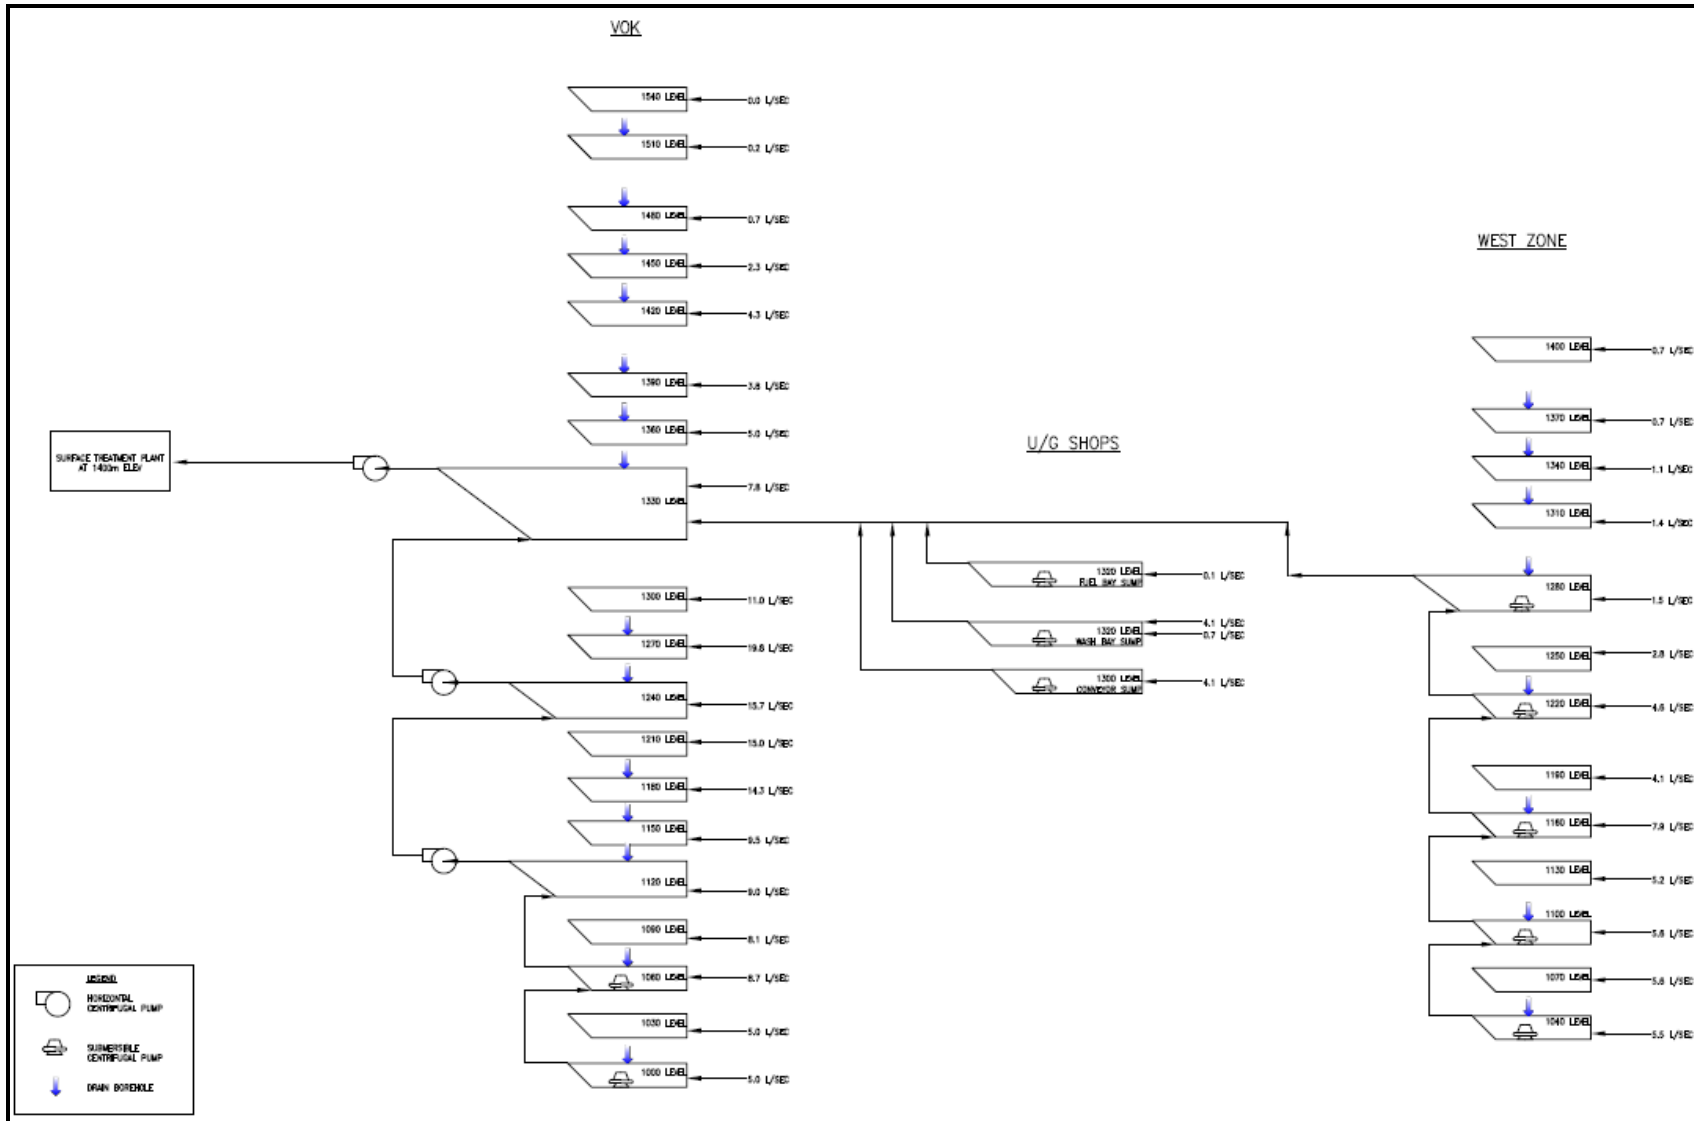 VOK
1540 LEVEL
0.0 L/SEC
1510 LEVEL
0.2 L/SEC
1480 LEVEL
0.7 L/SEC
1450 LEVEL
2.3 L/SEC
1420 LEVEL
4.3 L/SEC
1390 LEVEL
3.8 L/SEC
1360 LEVEL
5.0 L/SEC
SURFACE TREATMENT PLANT
AT 1400m ELEV
1330 LEVEL
7.8 L/SEC
1300 LEVEL
11.0 L/SEC
1270 LEVEL
19.8 L/SEC
1240 LEVEL
15.7 L/SEC
1210 LEVEL
15.0 L/SEC
1180 LEVEL
14.3 L/SEC
1150 LEVEL
9.5 L/SEC
1120 LEVEL
9.0 L/SEC
1090 LEVEL
8.1 L/SEC
1060 LEVEL
8.7 L/SEC
1030 LEVEL
5.0 L/SEC
1000 LEVEL
5.0 L/SEC
U/G SHOPS
1320 LEVEL
FUEL BAY SUMP
0.1 L/SEC
1320 LEVEL
WASH BAY SUMP
4.1 L/SEC
0.7 L/SEC
1300 LEVEL
CONVEYOR SUMP
4.1 L/SEC
WEST ZONE
1400 LEVEL
0.7 L/SEC
1370 LEVEL
0.7 L/SEC
1340 LEVEL
1.1 L/SEC
1310 LEVEL
1.4 L/SEC
1280 LEVEL
1.5 L/SEC
1250 LEVEL
2.8 L/SEC
1220 LEVEL
4.6 L/SEC
1190 LEVEL
4.1 L/SEC
1160 LEVEL
7.9 L/SEC
1130 LEVEL
5.2 L/SEC
1100 LEVEL
5.8 L/SEC
1070 LEVEL
5.8 L/SEC
1040 LEVEL
5.5 L/SEC
LEGEND
HORIZONTAL
CENTRIFUGAL PUMP
SUBMERSIBLE
CENTRIFUGAL PUMP
DRAIN BOREHOLE